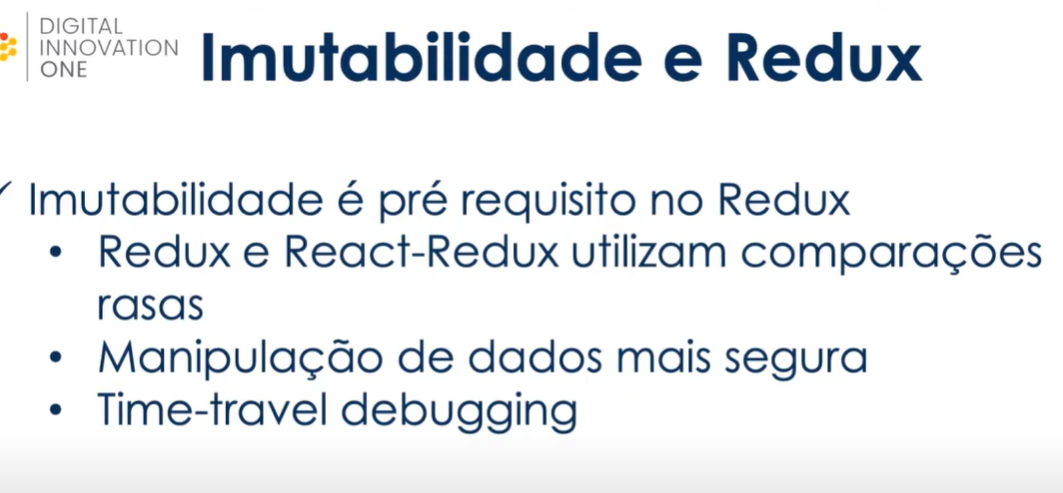 DIGITAL
INNOVATION
ONE
Imutabilidade e Redux
✓ Imutabilidade é pré requisito no Redux
• Redux e React-Redux utilizam comparações
rasas
• Manipulação de dados mais segura
• Time-travel debugging